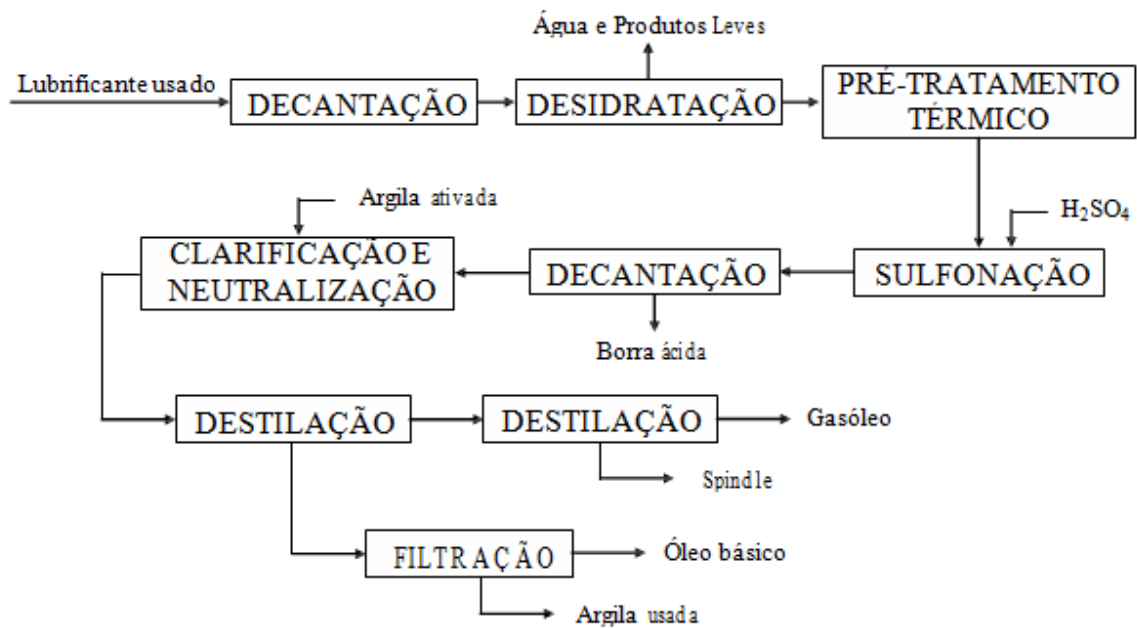 Água e Produtos Leves
Lubrificante usado
DECANTAÇÃO
DESIDRATAÇÃO
PRÉ-TRATAMENTO
TÉRMICO
Argila ativada
H₂SO₄
CLARIFICAÇÃO E
NEUTRALIZAÇÃO
DECANTAÇÃO
SULFONAÇÃO
Borra ácida
DESTILAÇÃO
DESTILAÇÃO
Gasóleo
Spindle
FILTRAÇÃO
Óleo básico
Argila usada